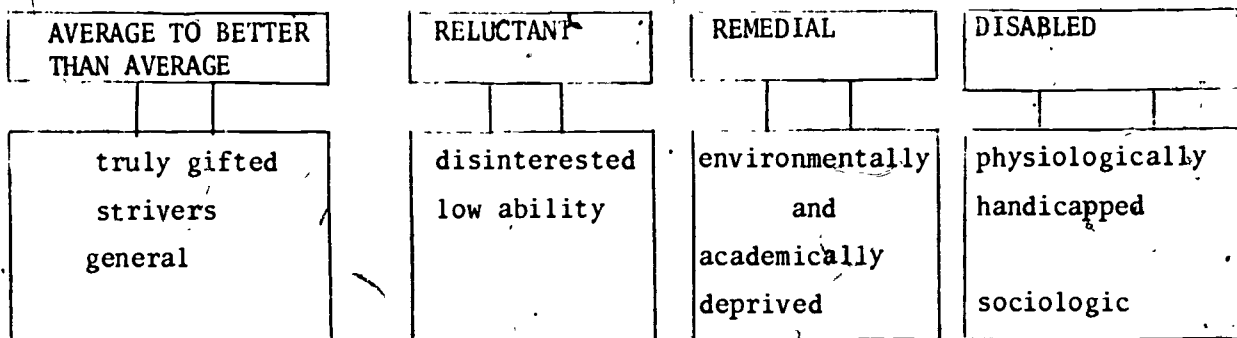 AVERAGE TO BETTER
THAN AVERAGE
truly gifted
strivers
general
RELUCTANT
disinterested
low ability
REMEDIAL
environmentally
and
academically
deprived
DISABLED
physiologically
handicapped
sociologic